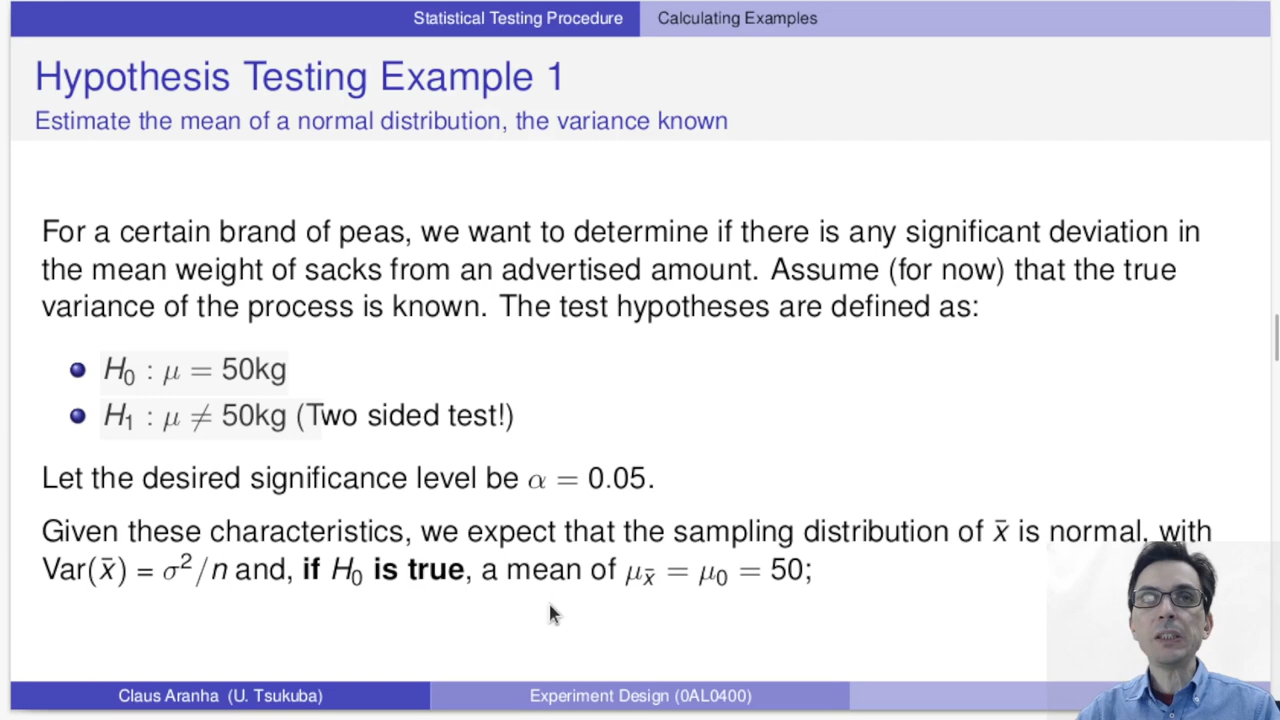 Statistical Testing Procedure Calculating Examples
Hypothesis Testing Example 1
Estimate the mean of a normal distribution, the variance known
For a certain brand of peas, we want to determine if there is any significant deviation in
the mean weight of sacks from an advertised amount. Assume (for now) that the true
variance of the process is known. The test hypotheses are defined as:
H₀ : μ = 50kg
H₁ : μ ≠ 50kg (Two sided test!)
Let the desired significance level be α = 0.05.
Given these characteristics, we expect that the sampling distribution of x̄ is normal, with
Var(x̄) = σ²/n and, if H₀ is true, a mean of μ_x̄ = μ₀ = 50;
Claus Aranha (U. Tsukuba) Experiment Design (0AL0400)